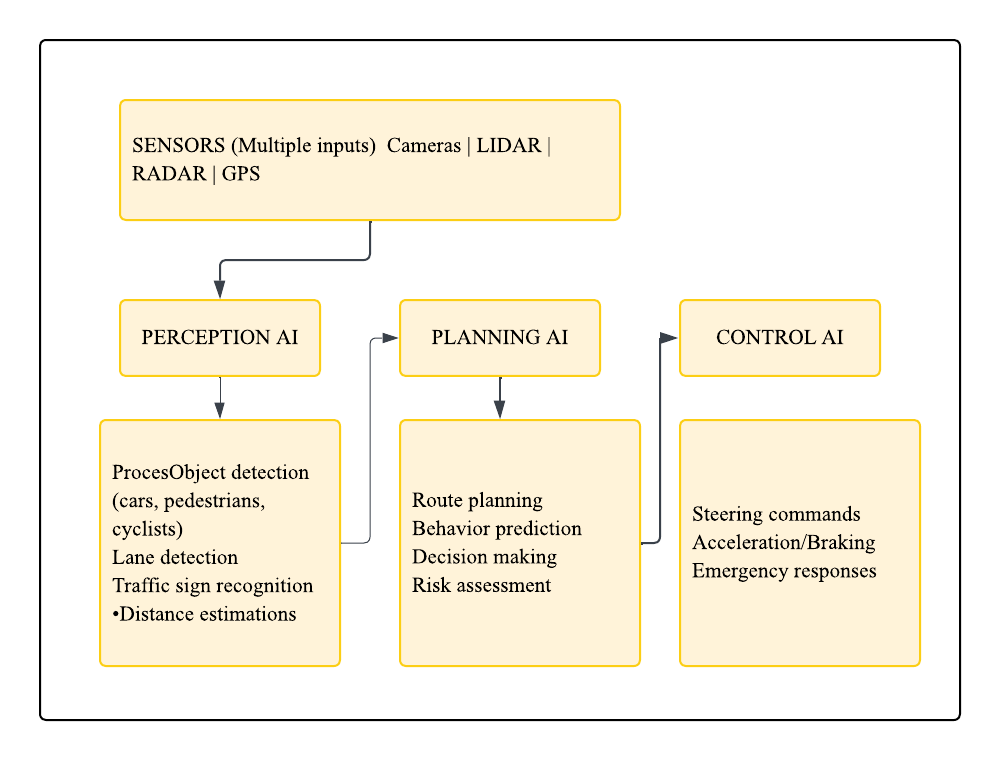 SENSORS (Multiple inputs)  Cameras | LIDAR |
RADAR | GPS
PERCEPTION AI
PLANNING AI
CONTROL AI
ProcesObject detection
(cars, pedestrians,
cyclists)
Lane detection
Traffic sign recognition
•Distance estimations
Route planning
Behavior prediction
Decision making
Risk assessment
Steering commands
Acceleration/Braking
Emergency responses